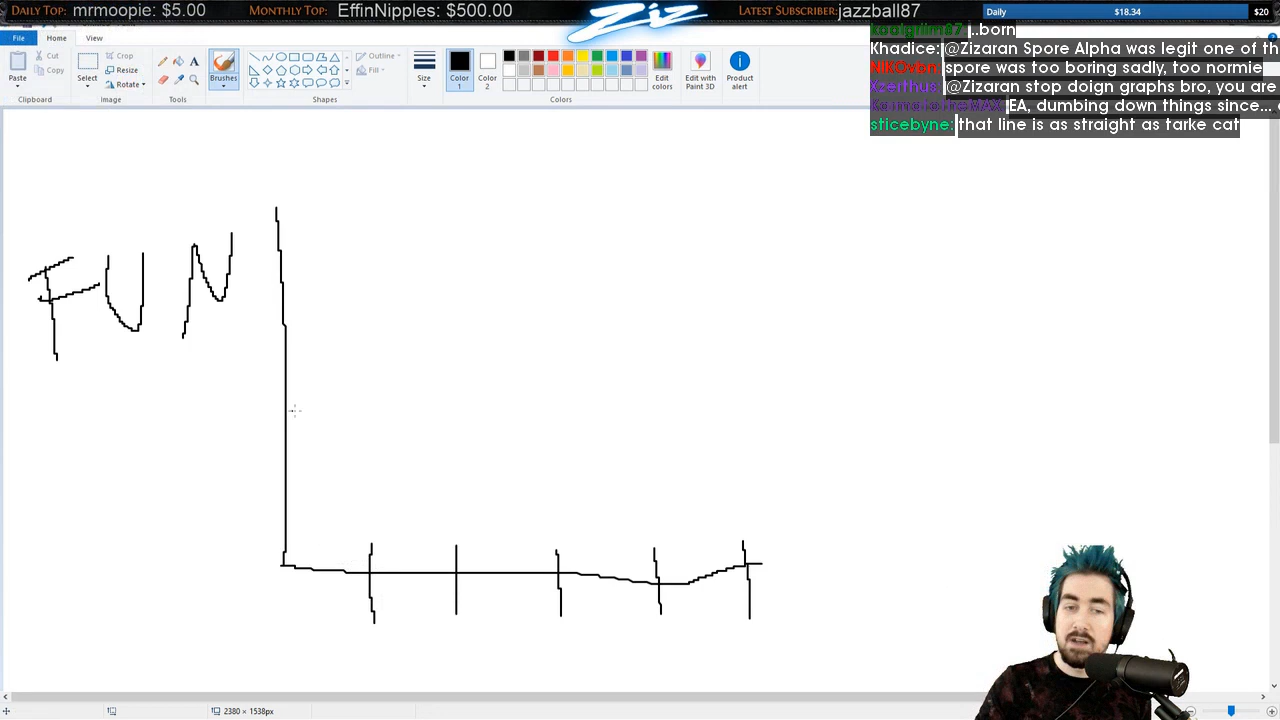 DAILY TOP: mrmoopie: $5.00 MONTHLY TOP: EffinNipples: $500.00 Ziz LATEST SUBSCRIBER: jazzball87 Daily $18.34 $20
File Home View
j..born
Khadice: @Zizaran Spore Alpha was legit one of th
NIKOvbn: spore was too boring sadly, too normie
Xzerthus: @Zizaran stop doign graphs bro, you are
EA, dumbing down things since...
sticebyne: that line is as straight as tarke cat
Paste Cut Copy Select Crop Resize Rotate A Brushes Outline Fill Size Color 1 Color 2 Edit colors Edit with Paint 3D Product alert
Clipboard Image Tools Shapes Colors
FUN
2380 × 1538px